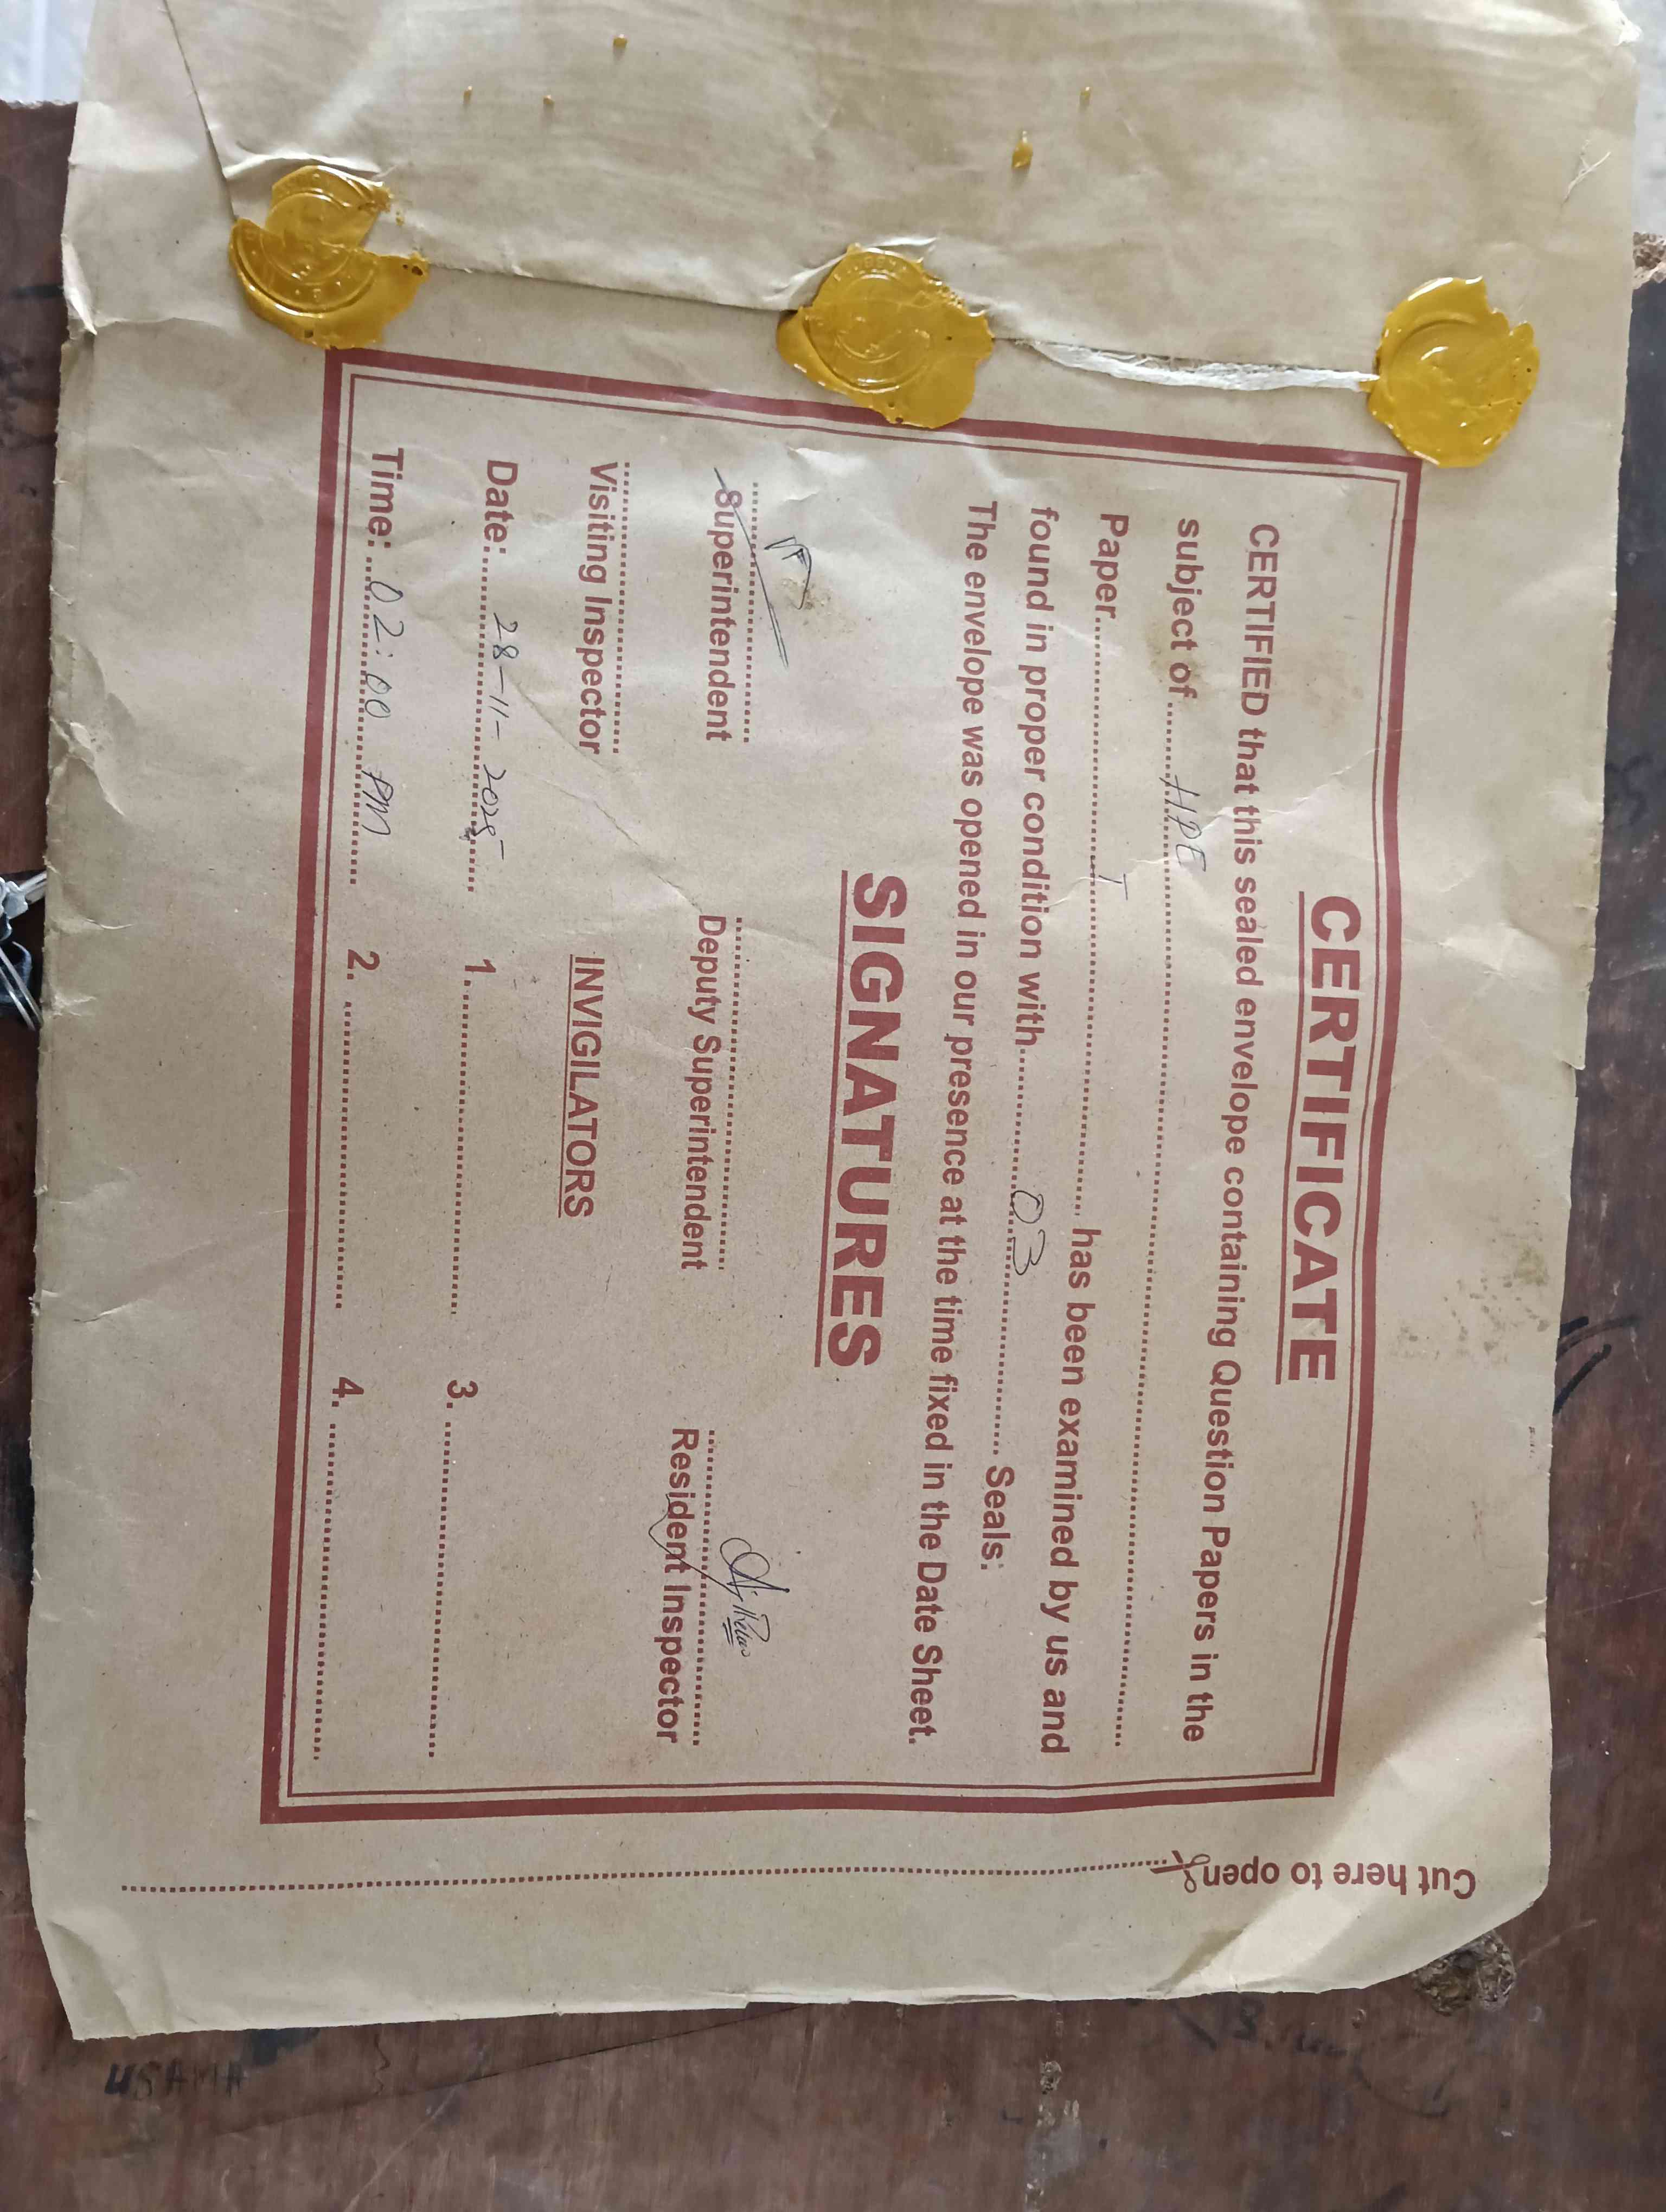 CERTIFICATE
CERTIFIED that this sealed envelope containing Question Papers in the
subject of HPE
Paper I has been examined by us and
found in proper condition with 03 Seals.
The envelope was opened in our presence at the time fixed in the Date Sheet.
SIGNATURES
Superintendent Deputy Superintendent Resident Inspector
Visiting Inspector INVIGILATORS
Date: 28-11-2025 1. 3.
Time: 02:00 PM 2. 4.
Cut here to open
USAMA